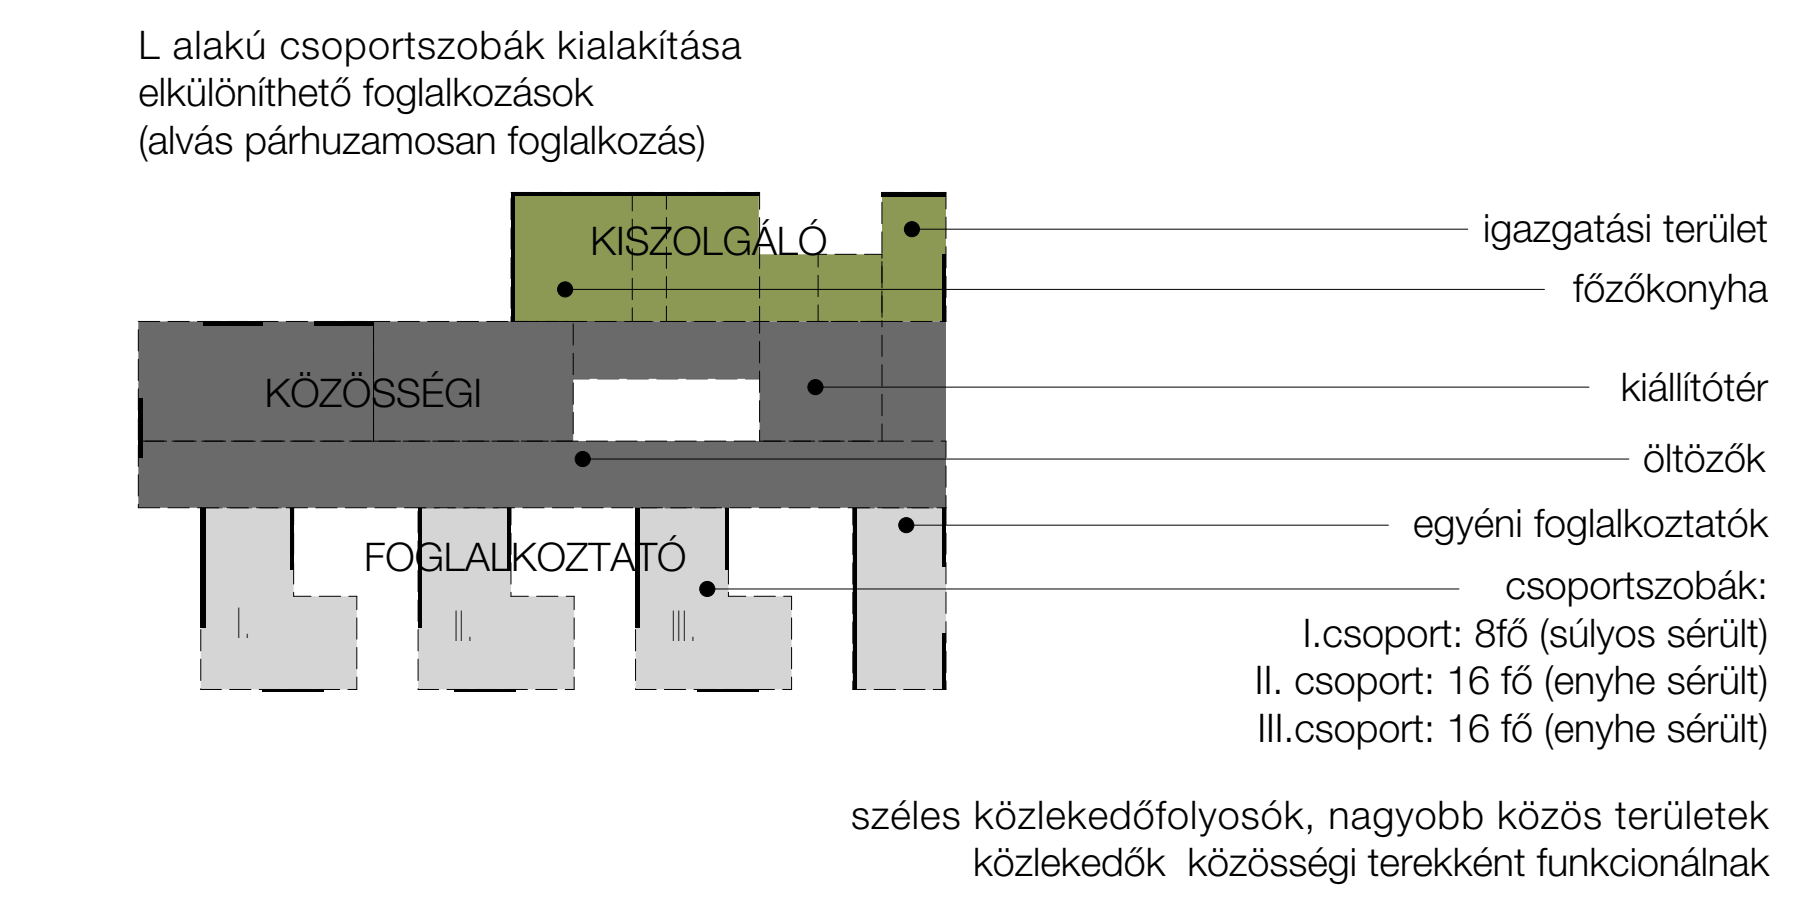 L alakú csoportszobák kialakítása
elkülöníthető foglalkozások
(alvás párhuzamosan foglalkozás)
KISZOLGÁLÓ
igazgatási terület
főzőkonyha
KÖZÖSSÉGI
kiállítótér
öltözők
egyéni foglalkoztatók
FOGLALKOZTATÓ
csoportszobák:
I.
II.
III.
I.csoport: 8fő (súlyos sérült)
II. csoport: 16 fő (enyhe sérült)
III.csoport: 16 fő (enyhe sérült)
széles közlekedőfolyosók, nagyobb közös területek
közlekedők  közösségi terekként funkcionálnak